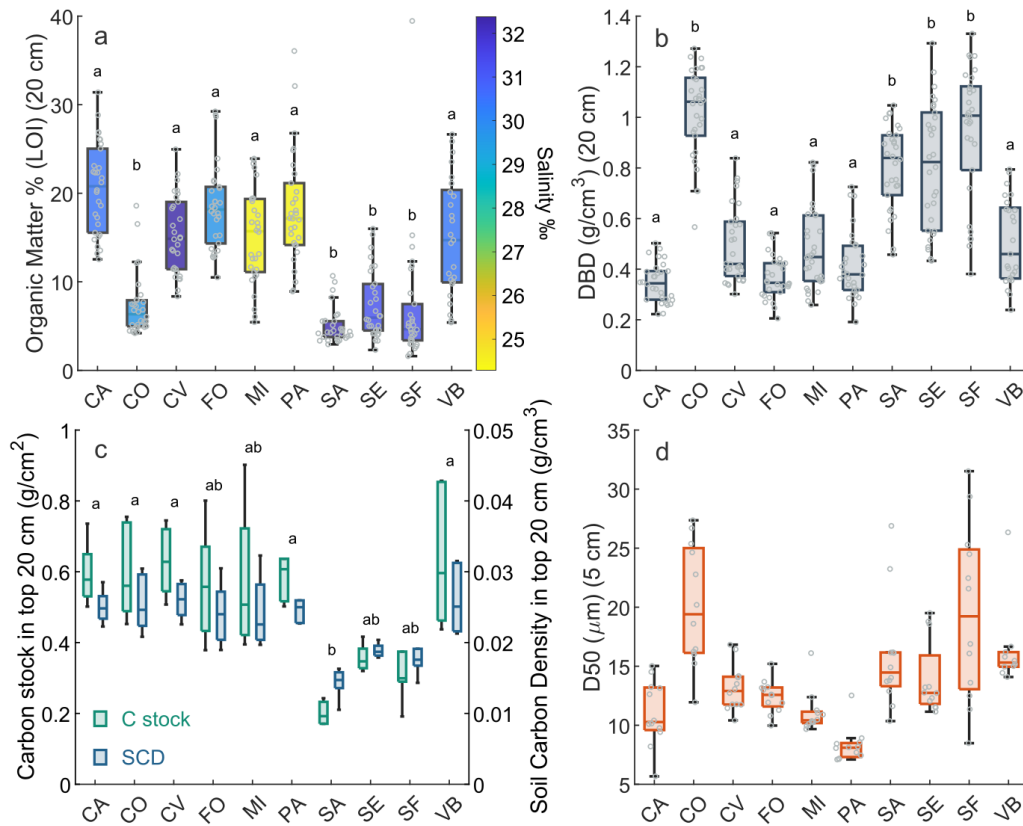 a
Organic Matter % (LOI) (20 cm)
40
30
20
10
0
a
b
a
a
a
a
b
b
b
a
CA
CO
CV
FO
MI
PA
SA
SE
SF
VB
Salinity ‰
32
31
30
29
28
27
26
25
b
DBD (g/cm³) (20 cm)
1.4
1.2
1
0.8
0.6
0.4
0.2
0
a
b
a
a
a
a
b
b
b
a
CA
CO
CV
FO
MI
PA
SA
SE
SF
VB
c
Carbon stock in top 20 cm (g/cm²)
1
0.8
0.6
0.4
0.2
0
a
a
a
ab
ab
a
b
ab
ab
a
C stock
SCD
CA
CO
CV
FO
MI
PA
SA
SE
SF
VB
0.05
0.04
0.03
0.02
0.01
0
Soil Carbon Density in top 20 cm (g/cm³)
d
D50 (μm) (5 cm)
35
30
25
20
15
10
5
CA
CO
CV
FO
MI
PA
SA
SE
SF
VB